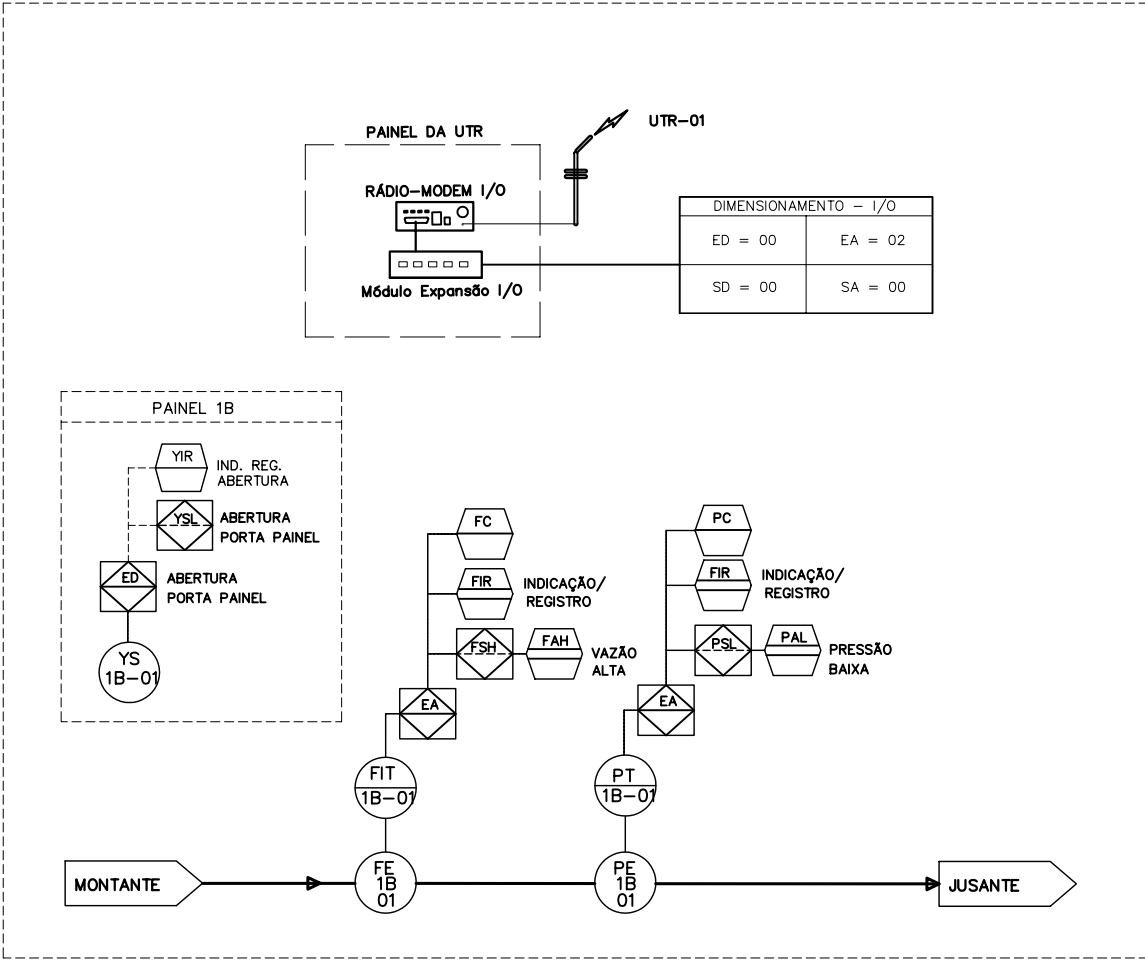 UTR-01
PAINEL DA UTR
RÁDIO-MODEM I/O
Módulo Expansão I/O
DIMENSIONAMENTO - I/O
ED = 00
EA = 02
SD = 00
SA = 00
PAINEL 1B
YIR
IND. REG.
ABERTURA
YSL
ABERTURA
PORTA PAINEL
ED
ABERTURA
PORTA PAINEL
YS
1B-01
FC
FIR
INDICAÇÃO/
REGISTRO
FSH
FAH
VAZÃO
ALTA
EA
FIT
1B-01
FE
1B
01
PC
FIR
INDICAÇÃO/
REGISTRO
PSL
PAL
PRESSÃO
BAIXA
EA
PT
1B-01
PE
1B
01
MONTANTE
JUSANTE